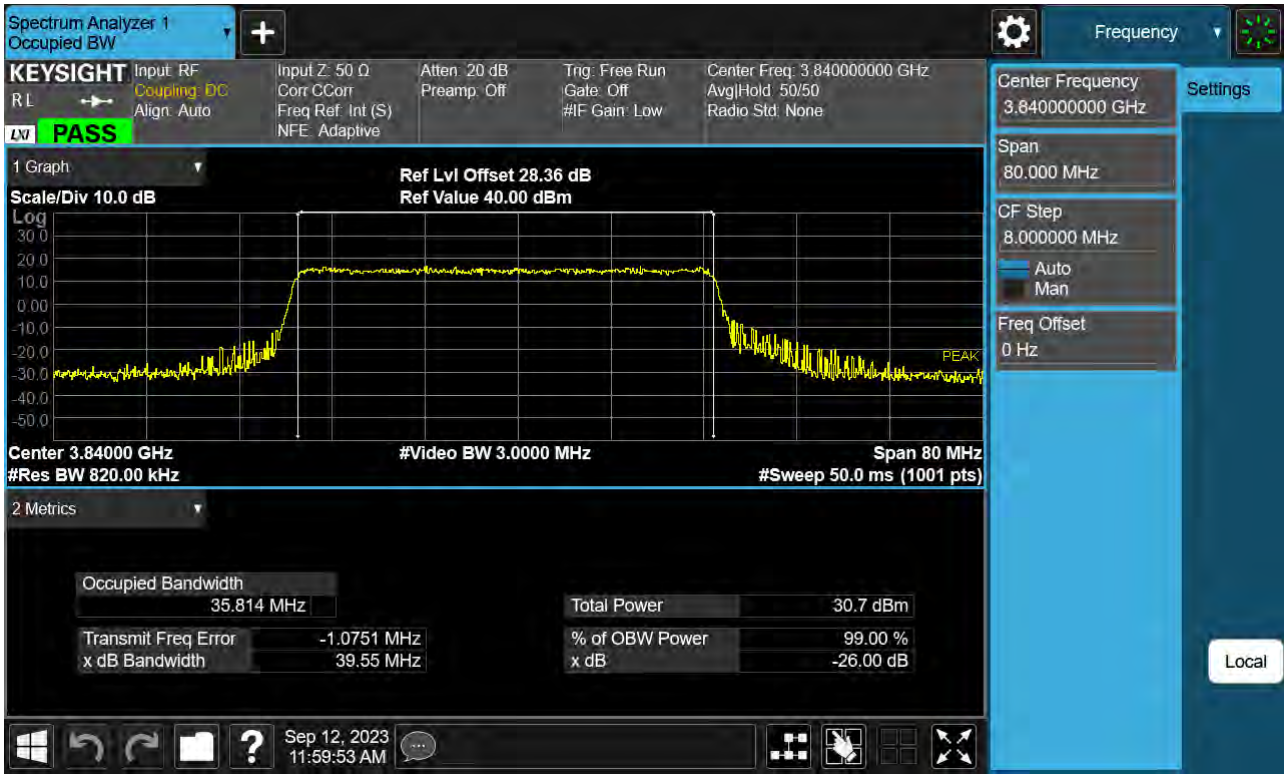 Spectrum Analyzer 1
Occupied BW
+
Frequency
KEYSIGHT
RL
LXI
PASS
Input: RF
Coupling: DC
Align: Auto
Input Z: 50 Ω
Corr CCorr
Freq Ref: Int (S)
NFE: Adaptive
Atten: 20 dB
Preamp: Off
Trig: Free Run
Gate: Off
#IF Gain: Low
Center Freq: 3.840000000 GHz
Avg|Hold: 50/50
Radio Std: None
1 Graph
Scale/Div 10.0 dB
Ref Lvl Offset 28.36 dB
Ref Value 40.00 dBm
Log
30.0
20.0
10.0
0.00
-10.0
-20.0
-30.0
-40.0
-50.0
PEAK
Center 3.84000 GHz
#Res BW 820.00 kHz
#Video BW 3.0000 MHz
Span 80 MHz
#Sweep 50.0 ms (1001 pts)
2 Metrics
Occupied Bandwidth
35.814 MHz
Transmit Freq Error -1.0751 MHz
x dB Bandwidth 39.55 MHz
Total Power 30.7 dBm
% of OBW Power 99.00 %
x dB -26.00 dB
Center Frequency
3.840000000 GHz
Span
80.000 MHz
CF Step
8.000000 MHz
Auto
Man
Freq Offset
0 Hz
Settings
Local
?
Sep 12, 2023
11:59:53 AM